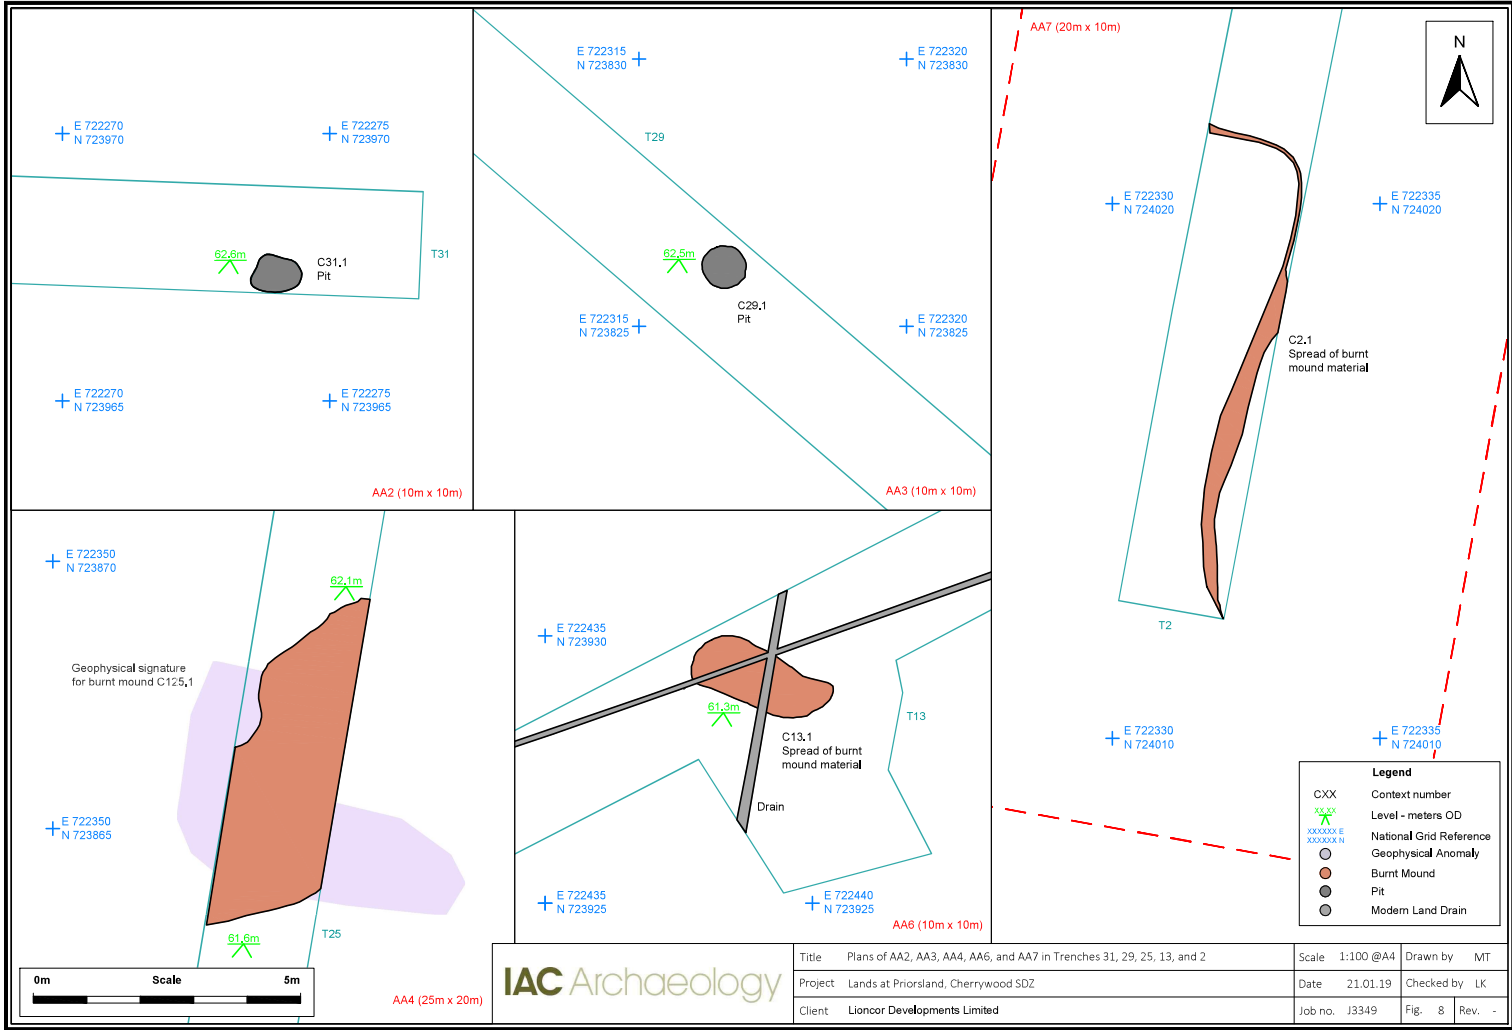 E 722270
N 723970
E 722275
N 723970
62.6m
C31.1
Pit
T31
E 722270
N 723965
E 722275
N 723965
AA2 (10m x 10m)
E 722315
N 723830
E 722320
N 723830
T29
62.5m
C29.1
Pit
E 722315
N 723825
E 722320
N 723825
AA3 (10m x 10m)
AA7 (20m x 10m)
N
E 722330
N 724020
E 722335
N 724020
C2.1
Spread of burnt
mound material
T2
E 722330
N 724010
E 722335
N 724010
E 722350
N 723870
62.1m
Geophysical signature
for burnt mound C125.1
E 722350
N 723865
61.6m
T25
AA4 (25m x 20m)
0m Scale 5m
E 722435
N 723930
61.3m
C13.1
Spread of burnt
mound material
T13
Drain
E 722435
N 723925
E 722440
N 723925
AA6 (10m x 10m)
Legend
CXX Context number
XX.XX Level - meters OD
XXXXXX E
XXXXXX N National Grid Reference
Geophysical Anomaly
Burnt Mound
Pit
Modern Land Drain
IAC Archaeology
Title Plans of AA2, AA3, AA4, AA6, and AA7 in Trenches 31, 29, 25, 13, and 2
Project Lands at Priorsland, Cherrywood SDZ
Client Lioncor Developments Limited
Scale 1:100 @A4 Drawn by MT
Date 21.01.19 Checked by LK
Job no. J3349 Fig. 8 Rev. -